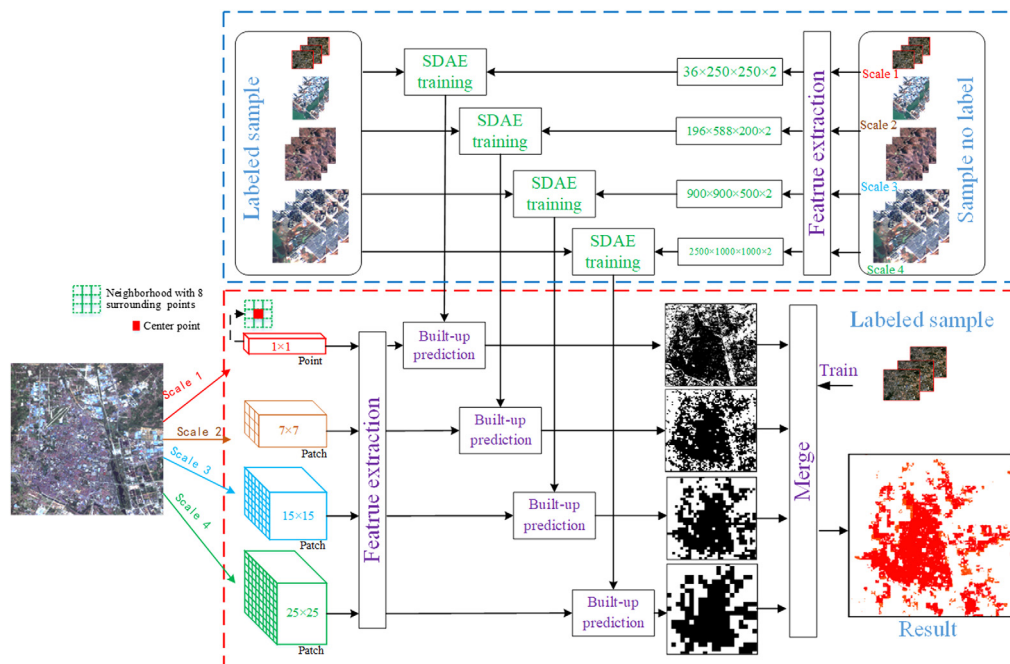 Labeled sample
SDAE
training
36×250×250×2
Scale 1
SDAE
training
196×588×200×2
Scale 2
SDAE
training
900×900×500×2
Scale 3
SDAE
training
2500×1000×1000×2
Scale 4
Featrue extraction
Sample no label
Neighborhood with 8
surrounding points
Center point
1×1
Point
Scale 1
Scale 2
Scale 3
Scale 4
7×7
Patch
15×15
Patch
25×25
Patch
Featrue extraction
Built-up
prediction
Built-up
prediction
Built-up
prediction
Built-up
prediction
Merge
Labeled sample
Train
Result